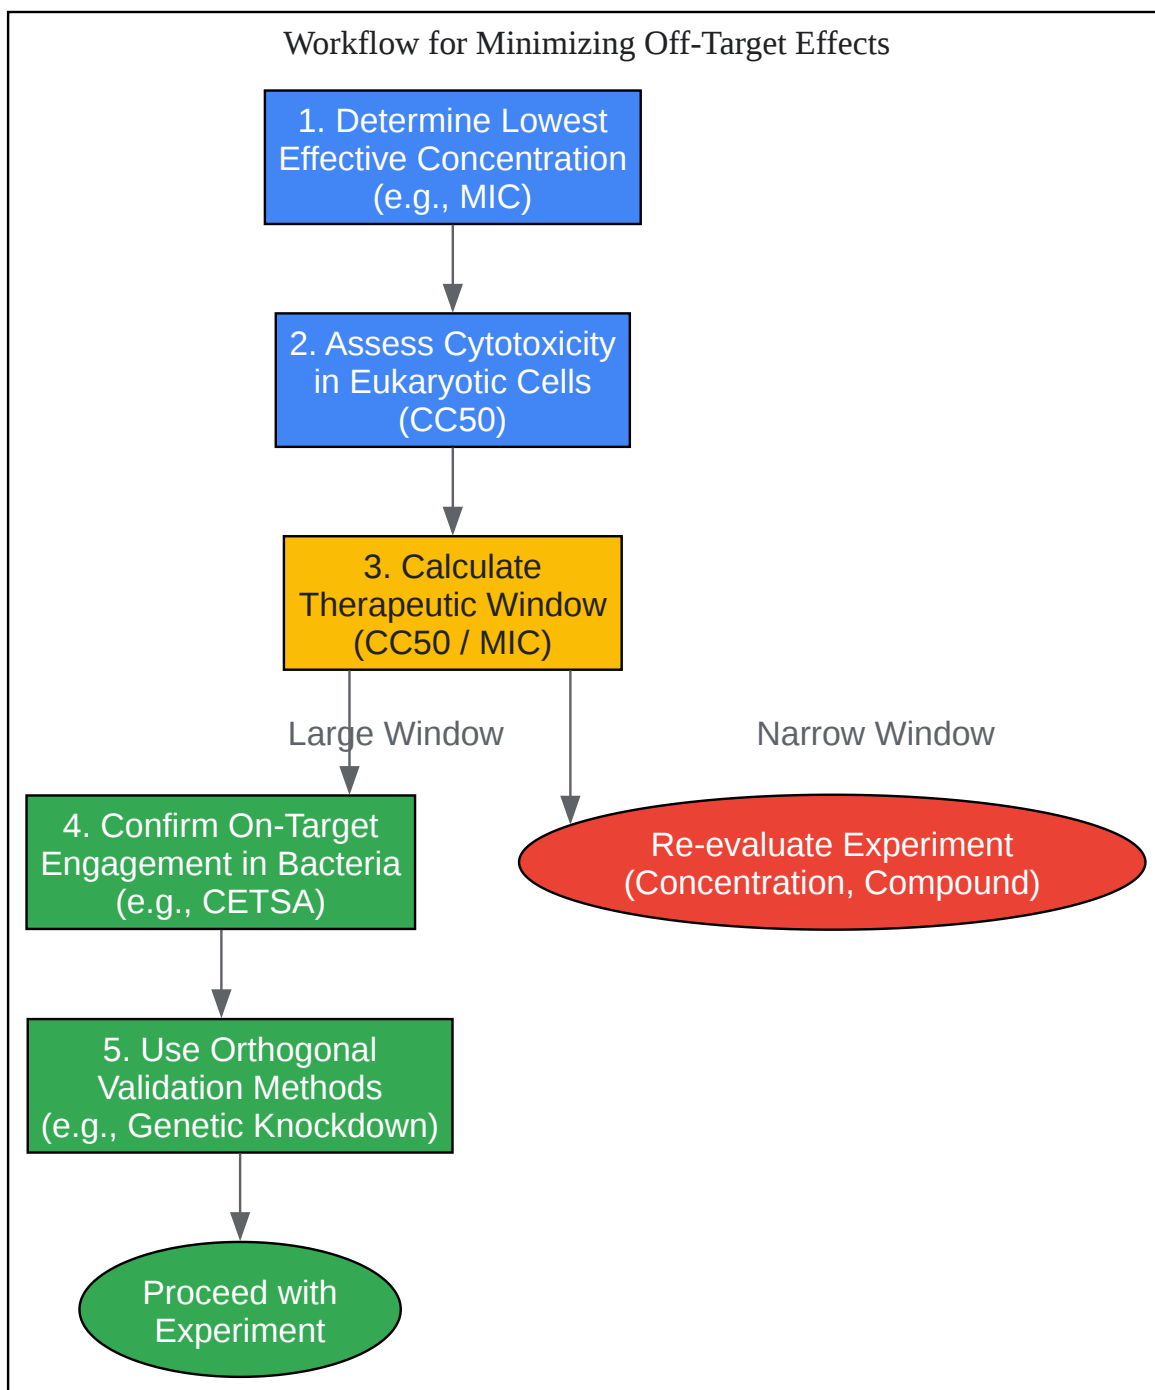 Workflow for Minimizing Off-Target Effects
1. Determine Lowest
Effective Concentration
(e.g., MIC)
2. Assess Cytotoxicity
in Eukaryotic Cells
(CC50)
3. Calculate
Therapeutic Window
(CC50 / MIC)
Large Window
Narrow Window
4. Confirm On-Target
Engagement in Bacteria
(e.g., CETSA)
Re-evaluate Experiment
(Concentration, Compound)
5. Use Orthogonal
Validation Methods
(e.g., Genetic Knockdown)
Proceed with
Experiment